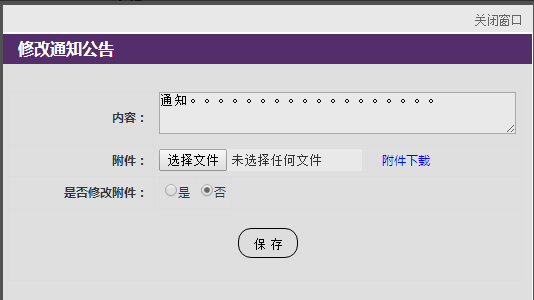 关闭窗口
修改通知公告
内容： 通知。。。。。。。。。。。。。。。。。。
附件： 选择文件 未选择任何文件 附件下载
是否修改附件： 是 否
保 存